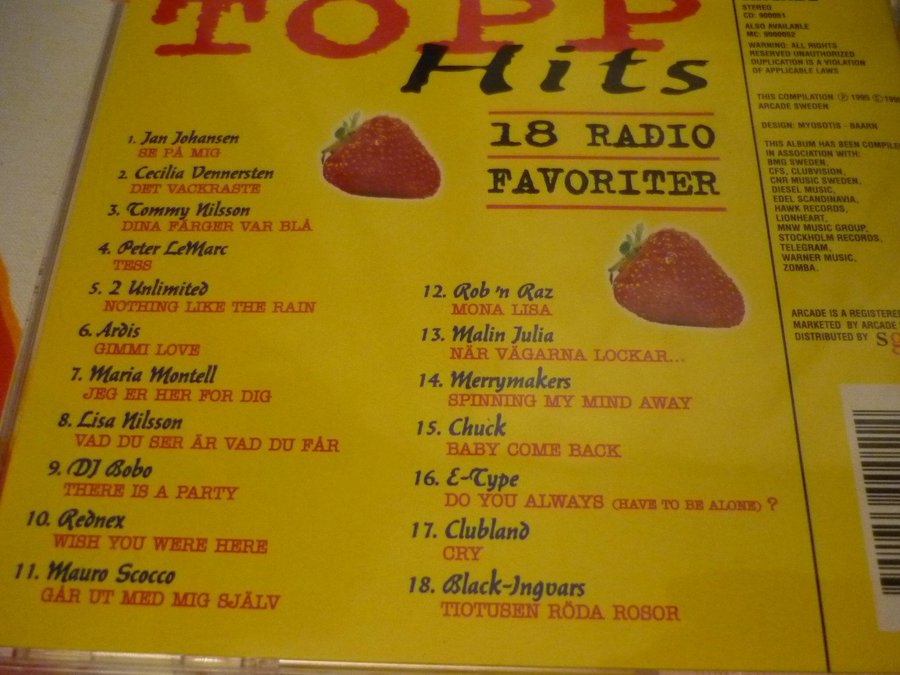 TOPP
Hits
18 RADIO
FAVORITER
1. Jan Johansen
SE PÅ MIG
2. Cecilia Vennersten
DET VACKRASTE
3. Tommy Nilsson
DINA FÄRGER VAR BLÅ
4. Peter LeMarc
TESS
5. 2 Unlimited
NOTHING LIKE THE RAIN
6. Ardis
GIMMI LOVE
7. Maria Montell
JEG ER HER FOR DIG
8. Lisa Nilsson
VAD DU SER ÄR VAD DU FÅR
9. DJ Bobo
THERE IS A PARTY
10. Rednex
WISH YOU WERE HERE
11. Mauro Scocco
GÅR UT MED MIG SJÄLV
12. Rob 'n Raz
MONA LISA
13. Malin Julia
NÄR VÄGARNA LOCKAR...
14. Merrymakers
SPINNING MY MIND AWAY
15. Chuck
BABY COME BACK
16. E-Type
DO YOU ALWAYS (HAVE TO BE ALONE) ?
17. Clubland
CRY
18. Black-Ingvars
TIOTUSEN RÖDA ROSOR
STEREO
CD: 900051
ALSO AVAILABLE
MC: 9000052
WARNING: ALL RIGHTS
RESERVED UNAUTHORIZED
DUPLICATION IS A VIOLATION
OF APPLICABLE LAWS
THIS COMPILATION ℗ 1995 ©
ARCADE SWEDEN
DESIGN: MYOSOTIS - BAARN
THIS ALBUM HAS BEEN COMPILED
IN ASSOCIATION WITH:
BMG SWEDEN,
CFS, CLUBVISION,
CNR MUSIC SWEDEN,
DIESEL MUSIC,
EDEL SCANDINAVIA,
HAWK RECORDS,
LIONHEART,
MNW MUSIC GROUP,
STOCKHOLM RECORDS,
TELEGRAM,
WARNER MUSIC,
ZOMBA.
ARCADE IS A REGISTERED
MARKETED BY ARCADE
DISTRIBUTED BY